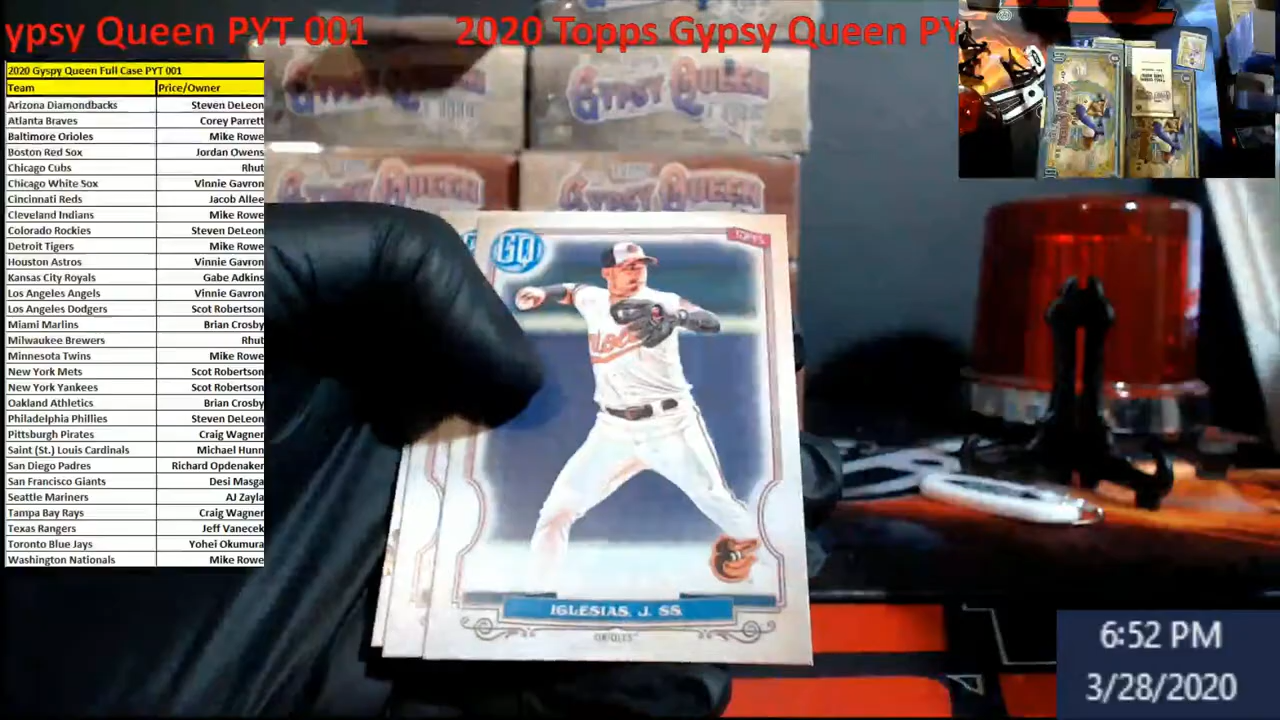 ypsy Queen PYT 001 2020 Topps Gypsy Queen PY
2020 Gyspy Queen Full Case PYT 001
Team Price/Owner
Arizona Diamondbacks Steven DeLeon
Atlanta Braves Corey Parrett
Baltimore Orioles Mike Rowe
Boston Red Sox Jordan Owens
Chicago Cubs Rhut
Chicago White Sox Vinnie Gavron
Cincinnati Reds Jacob Allee
Cleveland Indians Mike Rowe
Colorado Rockies Steven DeLeon
Detroit Tigers Mike Rowe
Houston Astros Vinnie Gavron
Kansas City Royals Gabe Adkins
Los Angeles Angels Vinnie Gavron
Los Angeles Dodgers Scot Robertson
Miami Marlins Brian Crosby
Milwaukee Brewers Rhut
Minnesota Twins Mike Rowe
New York Mets Scot Robertson
New York Yankees Scot Robertson
Oakland Athletics Brian Crosby
Philadelphia Phillies Steven DeLeon
Pittsburgh Pirates Craig Wagner
Saint (St.) Louis Cardinals Michael Hunn
San Diego Padres Richard Opdenaker
San Francisco Giants Desi Masga
Seattle Mariners AJ Zayla
Tampa Bay Rays Craig Wagner
Texas Rangers Jeff Vanecek
Toronto Blue Jays Yohei Okumura
Washington Nationals Mike Rowe
GYPSY QUEEN
GYPSY QUEEN
GYPSY QUEEN
GYPSY QUEEN
GQ
TOPPS
IGLESIAS, J. SS.
ORIOLES
6:52 PM
3/28/2020